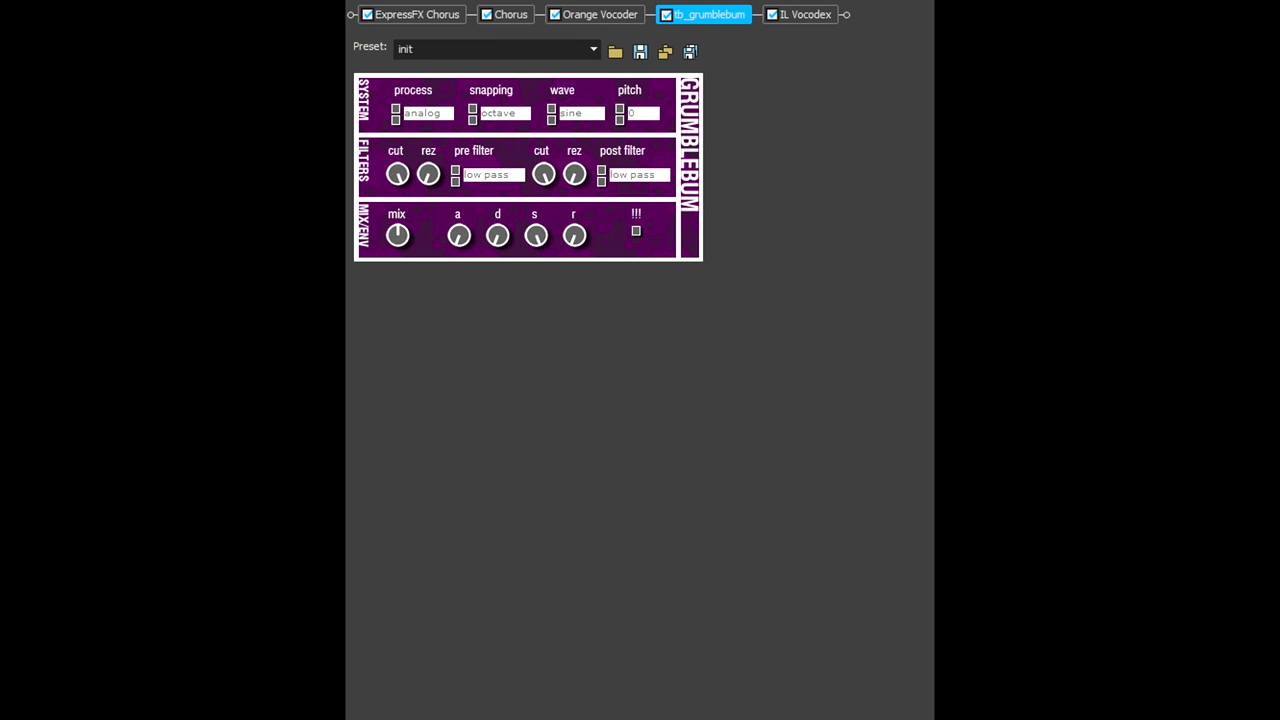 ExpressFX Chorus Chorus Orange Vocoder tb_grumblebum IL Vocodex
Preset: init
SYSTEM process snapping wave pitch
analog octave sine 0
FILTERS cut rez pre filter cut rez post filter
low pass low pass
MIX/ENV mix a d s r !!!
GRUMBLEBUM